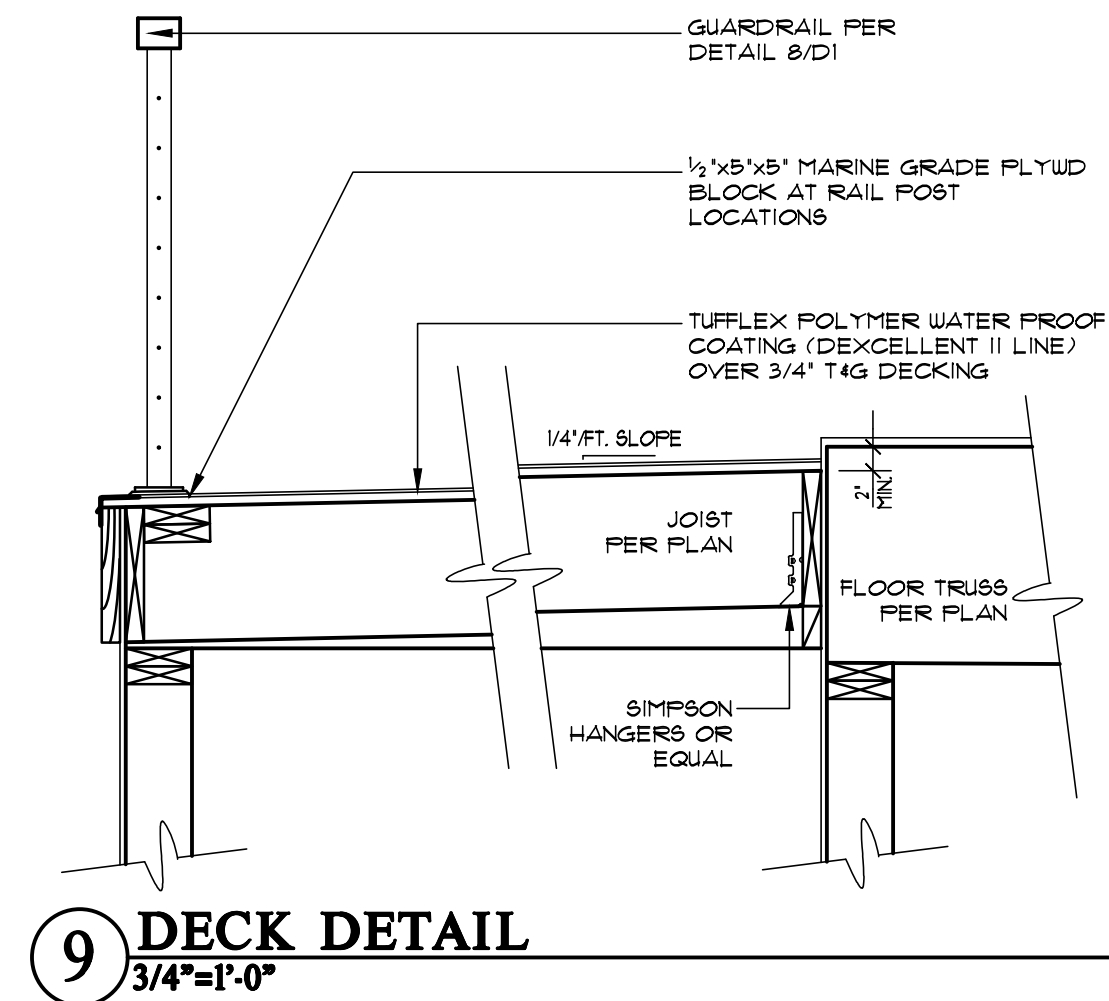 GUARDRAIL PER
DETAIL 8/D1
½"x5"x5" MARINE GRADE PLYWD
BLOCK AT RAIL POST
LOCATIONS
TUFFLEX POLYMER WATER PROOF
COATING (DEXCELLENT II LINE)
OVER 3/4" T&G DECKING
1/4"/FT. SLOPE
2"
MIN.
JOIST
PER PLAN
FLOOR TRUSS
PER PLAN
SIMPSON
HANGERS OR
EQUAL
9 DECK DETAIL
3/4"=1'-0"